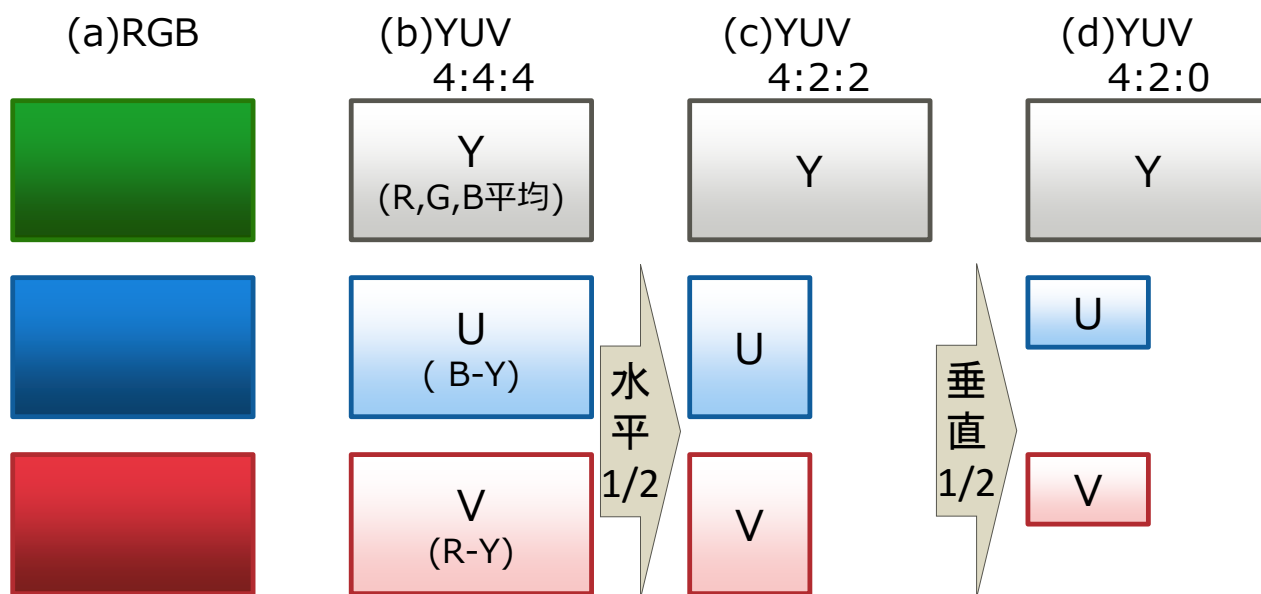 (a)RGB
(b)YUV
4:4:4
(c)YUV
4:2:2
(d)YUV
4:2:0
Y
(R,G,B平均)
Y
Y
U
( B-Y)
U
U
V
(R-Y)
V
V
水
平
1/2
垂
直
1/2